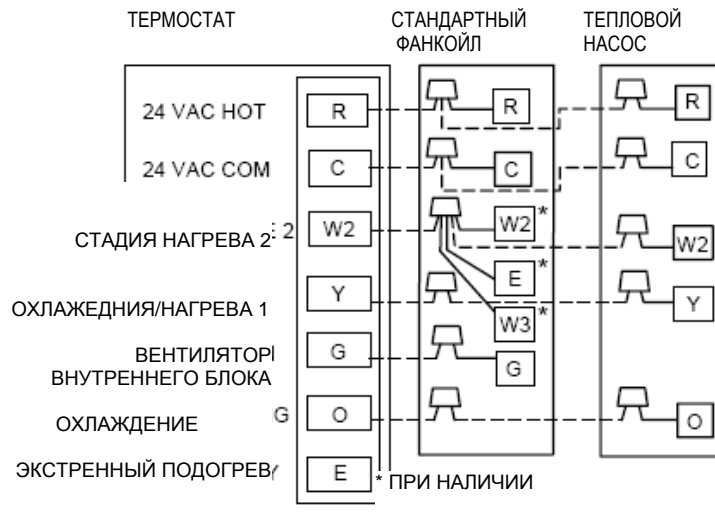 ТЕРМОСТАТ
СТАНДАРТНЫЙ
ФАНКОЙЛ
ТЕПЛОВОЙ
НАСОС
24 VAC HOT R R R
24 VAC COM C C C
СТАДИЯ НАГРЕВА 2 2 W2 W2* W2
E*
ОХЛАЖЕДНИЯ/НАГРЕВА 1 Y Y
W3*
ВЕНТИЛЯТОР
ВНУТРЕННЕГО БЛОКА G G
ОХЛАЖДЕНИЕ G O O
ЭКСТРЕННЫЙ ПОДОГРЕВ E
* ПРИ НАЛИЧИИ